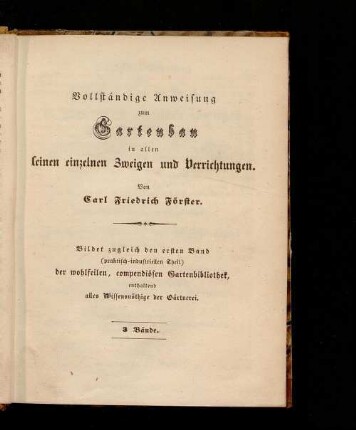 Vollständige Anweisung
zum
Gartenbau
in allen
seinen einzelnen Zweigen und Verrichtungen.
Von
Carl Friedrich Förster.
Bildet zugleich den ersten Band
(praktisch-industriellen Theil)
der wohlfeilen, compendiösen Gartenbibliothek,
enthaltend
alles Wissensnöthige der Gärtnerei.
3 Bände.